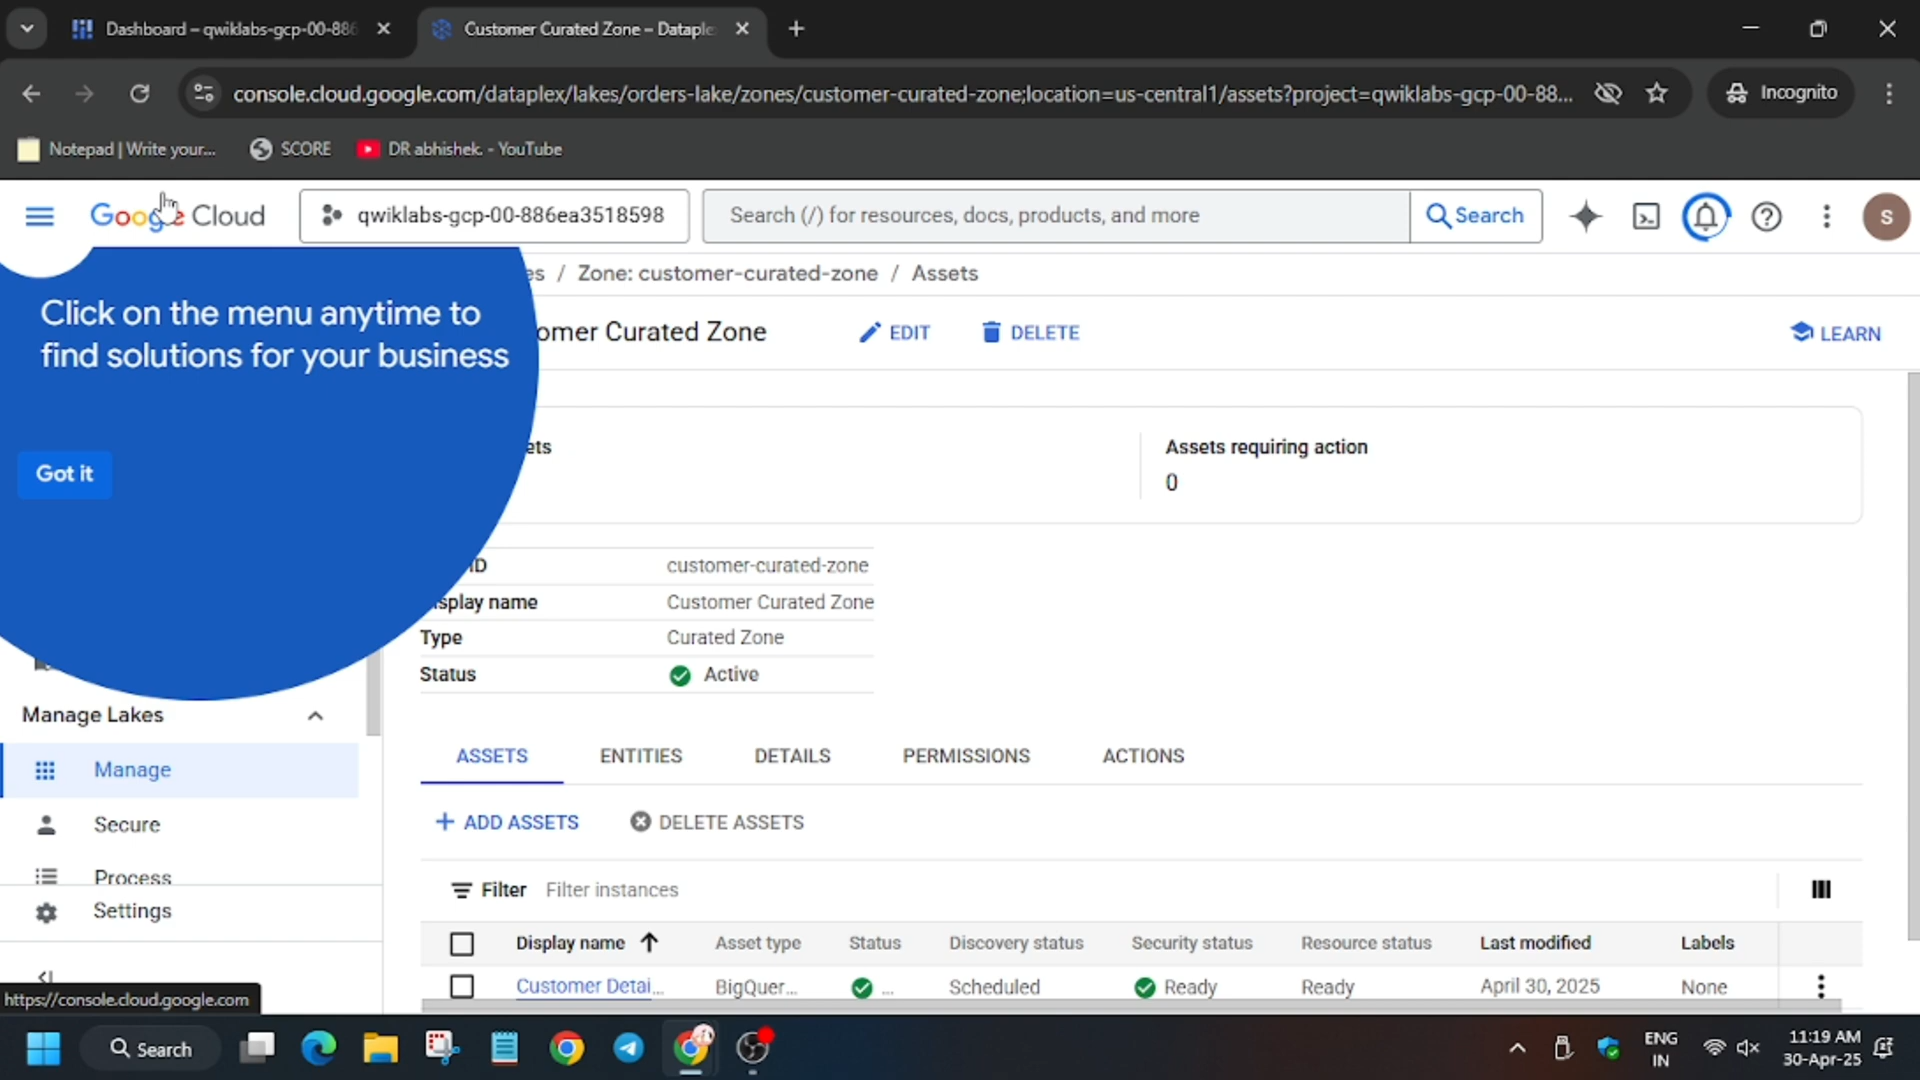 Dashboard – qwiklabs-gcp-00-886
Customer Curated Zone – Dataple
console.cloud.google.com/dataplex/lakes/orders-lake/zones/customer-curated-zone;location=us-central1/assets?project=qwiklabs-gcp-00-88...
Incognito
Notepad | Write your...
SCORE
DR abhishek. - YouTube
Google Cloud
qwiklabs-gcp-00-886ea3518598
Search (/) for resources, docs, products, and more
Search
S
es / Zone: customer-curated-zone / Assets
Click on the menu anytime to
find solutions for your business
Got it
omer Curated Zone
EDIT
DELETE
LEARN
ets
Assets requiring action
0
ID customer-curated-zone
isplay name Customer Curated Zone
Type Curated Zone
Status Active
Manage Lakes
Manage
Secure
Process
Settings
ASSETS ENTITIES DETAILS PERMISSIONS ACTIONS
ADD ASSETS DELETE ASSETS
Filter Filter instances
Display name Asset type Status Discovery status Security status Resource status Last modified Labels
Customer Detai... BigQuer... ... Scheduled Ready Ready April 30, 2025 None
https://console.cloud.google.com
Search
ENG
IN
11:19 AM
30-Apr-25